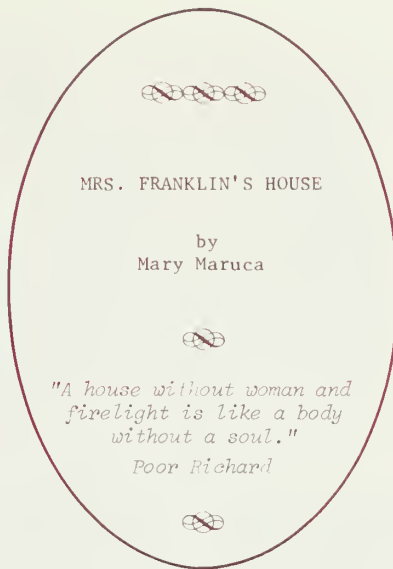 MRS. FRANKLIN'S HOUSE
by
Mary Maruca
"A house without woman and
firelight is like a body
without a soul."
Poor Richard